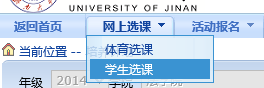 UNIVERSITY OF JINAN
返回首页 网上选课 活动报名
当前位置 --
体育选课
学生选课
年级 2014